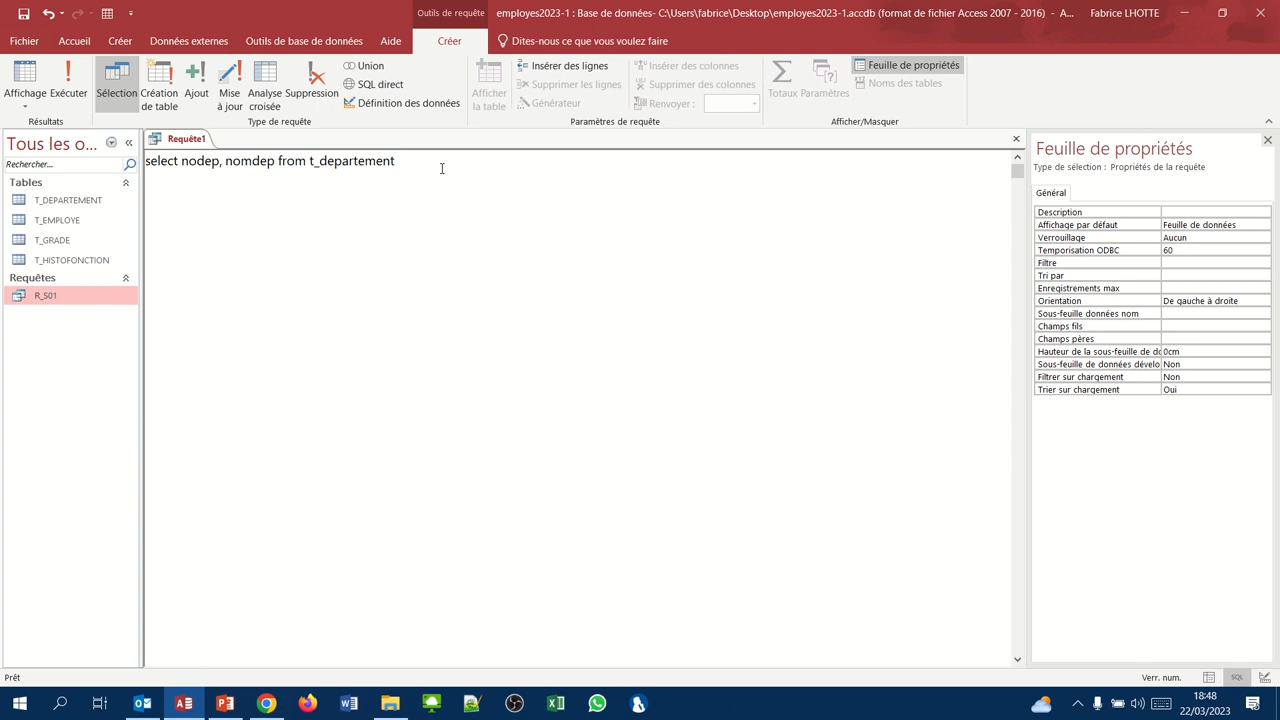 Outils de requête
employes2023-1 : Base de données- C:\Users\fabrice\Desktop\employes2023-1.accdb (format de fichier Access 2007 - 2016) - A...
Fabrice LHOTTE
Fichier
Accueil
Créer
Données externes
Outils de base de données
Aide
Créer
Dites-nous ce que vous voulez faire
Affichage
Exécuter
Résultats
Sélection
Création
de table
Ajout
Mise
à jour
Analyse
croisée
Suppression
Union
SQL direct
Définition des données
Type de requête
Afficher
la table
Insérer des lignes
Supprimer les lignes
Générateur
Insérer des colonnes
Supprimer des colonnes
Renvoyer :
Paramètres de requête
Totaux
Paramètres
Feuille de propriétés
Noms des tables
Afficher/Masquer
Tous les o...
Rechercher...
Tables
T_DEPARTEMENT
T_EMPLOYE
T_GRADE
T_HISTOFONCTION
Requêtes
R_S01
Requête1
select nodep, nomdep from t_departement
Feuille de propriétés
Type de sélection : Propriétés de la requête
Général
Description
Affichage par défaut Feuille de données
Verrouillage Aucun
Temporisation ODBC 60
Filtre
Tri par
Enregistrements max
Orientation De gauche à droite
Sous-feuille données nom
Champs fils
Champs pères
Hauteur de la sous-feuille de do 0cm
Sous-feuille de données dévelo Non
Filtrer sur chargement Non
Trier sur chargement Oui
Prêt
Verr. num.
SQL
18:48
22/03/2023